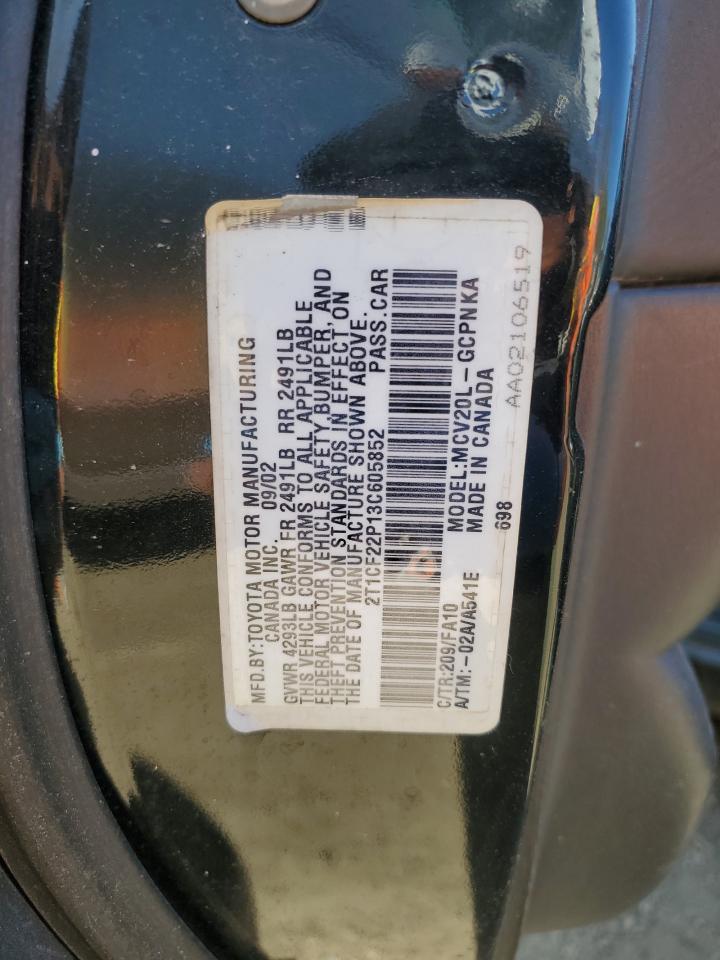 MFD.BY:TOYOTA MOTOR MANUFACTURING
CANADA INC. 09/02
GVWR 4293LB GAWR FR 2491LB RR 2491LB
THIS VEHICLE CONFORMS TO ALL APPLICABLE
FEDERAL MOTOR VEHICLE SAFETY BUMPER, AND
THEFT PREVENTION STANDARDS IN EFFECT ON
THE DATE OF MANUFACTURE SHOWN ABOVE.
2T1CF22P13C605852 PASS.CAR
C/TR:209/FA10 MODEL:MCV20L-GCPNKA
A/TM:-02A/A541E MADE IN CANADA
698
AA02106519